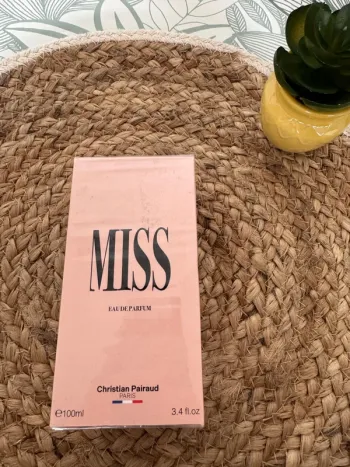 MISS
EAU DE PARFUM
Christian Pairaud
PARIS
℮100ml 3.4 fl.oz